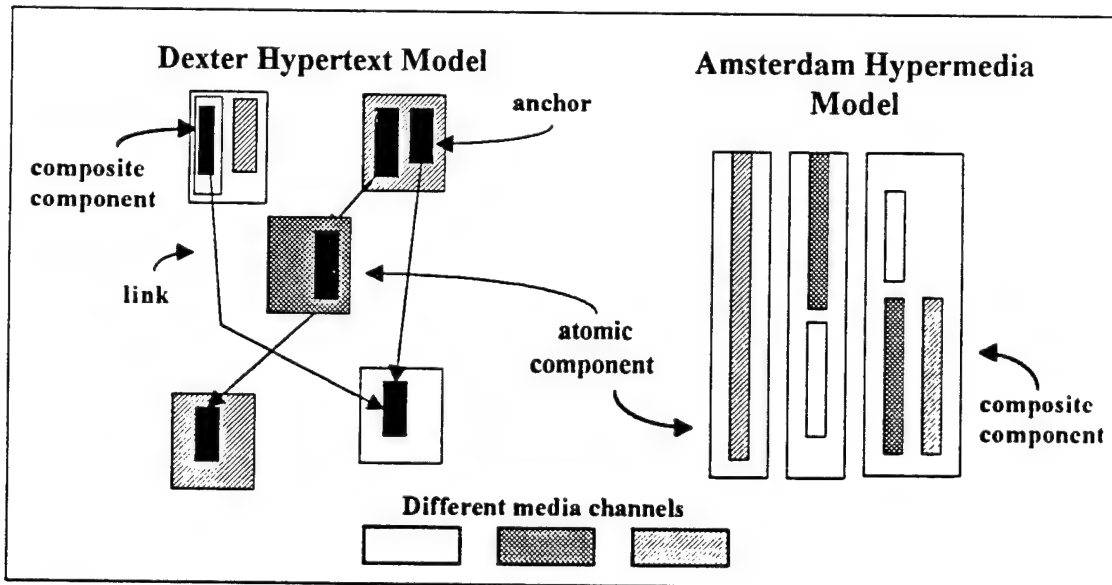 Dexter Hypertext Model
Amsterdam Hypermedia
Model
anchor
composite
component
link
atomic
component
composite
component
Different media channels